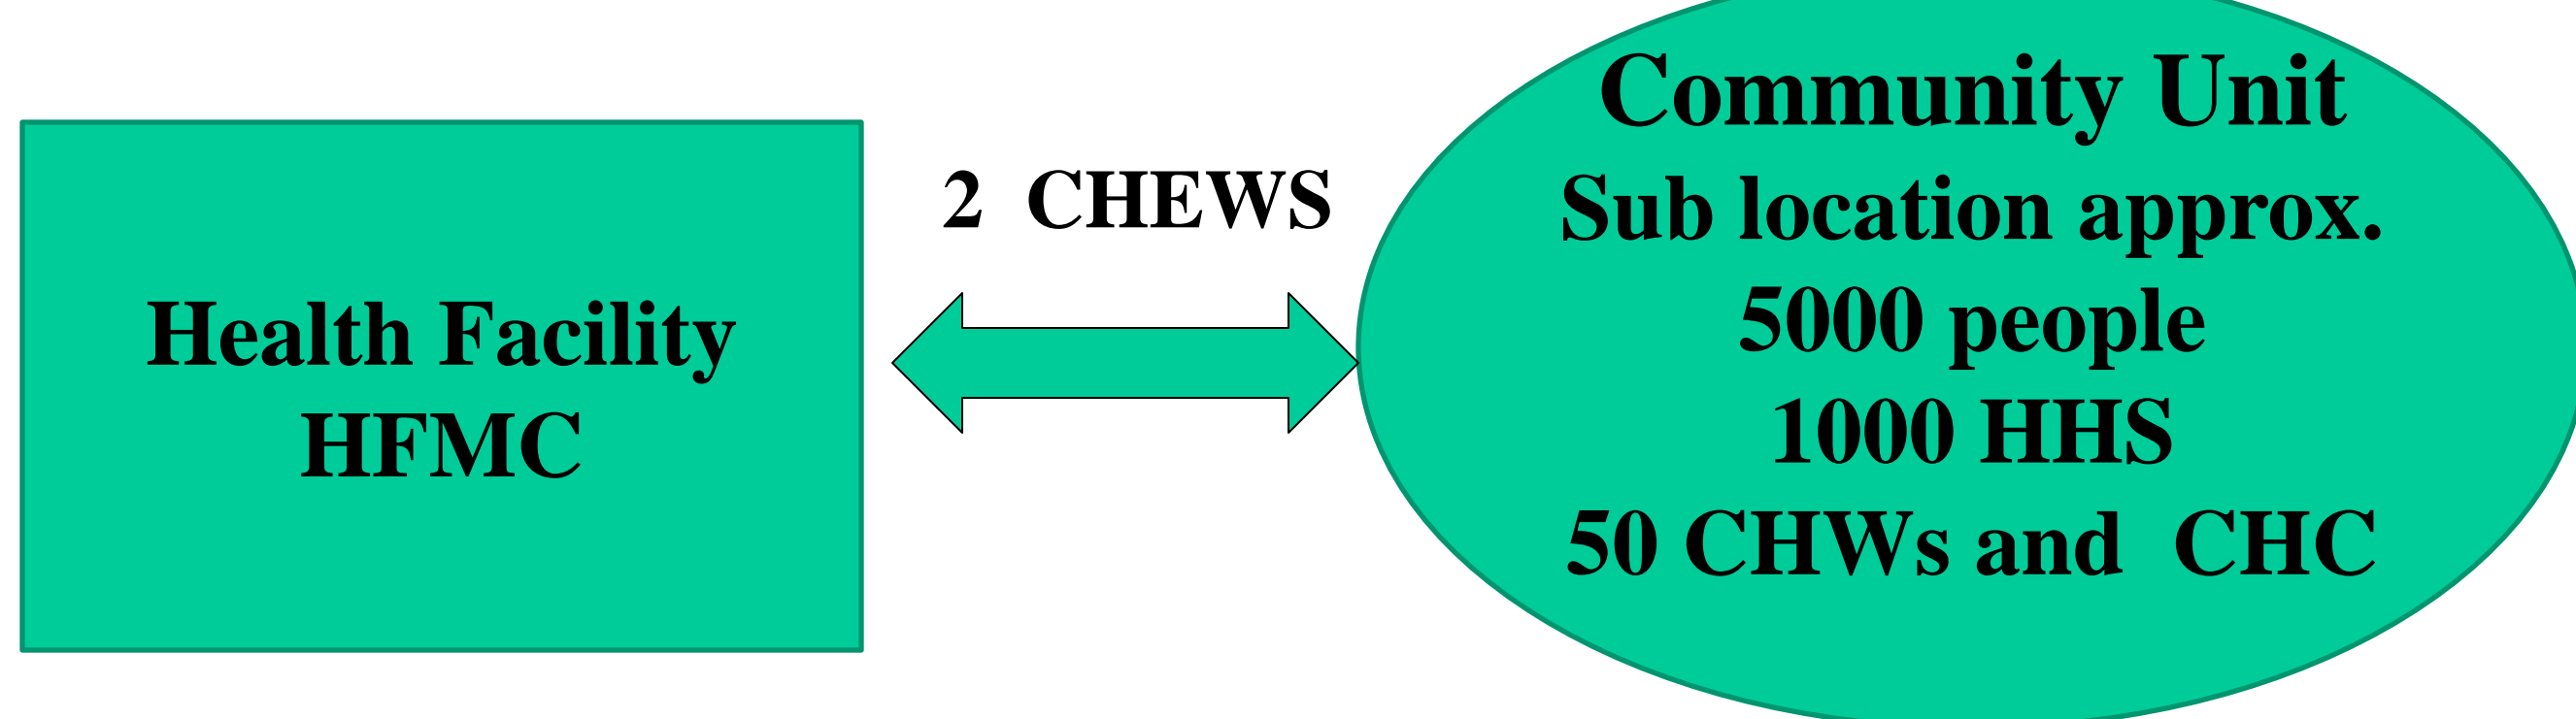 Health Facility
HFMC
2 CHEWS
Community Unit
Sub location approx.
5000 people
1000 HHS
50 CHWs and CHC